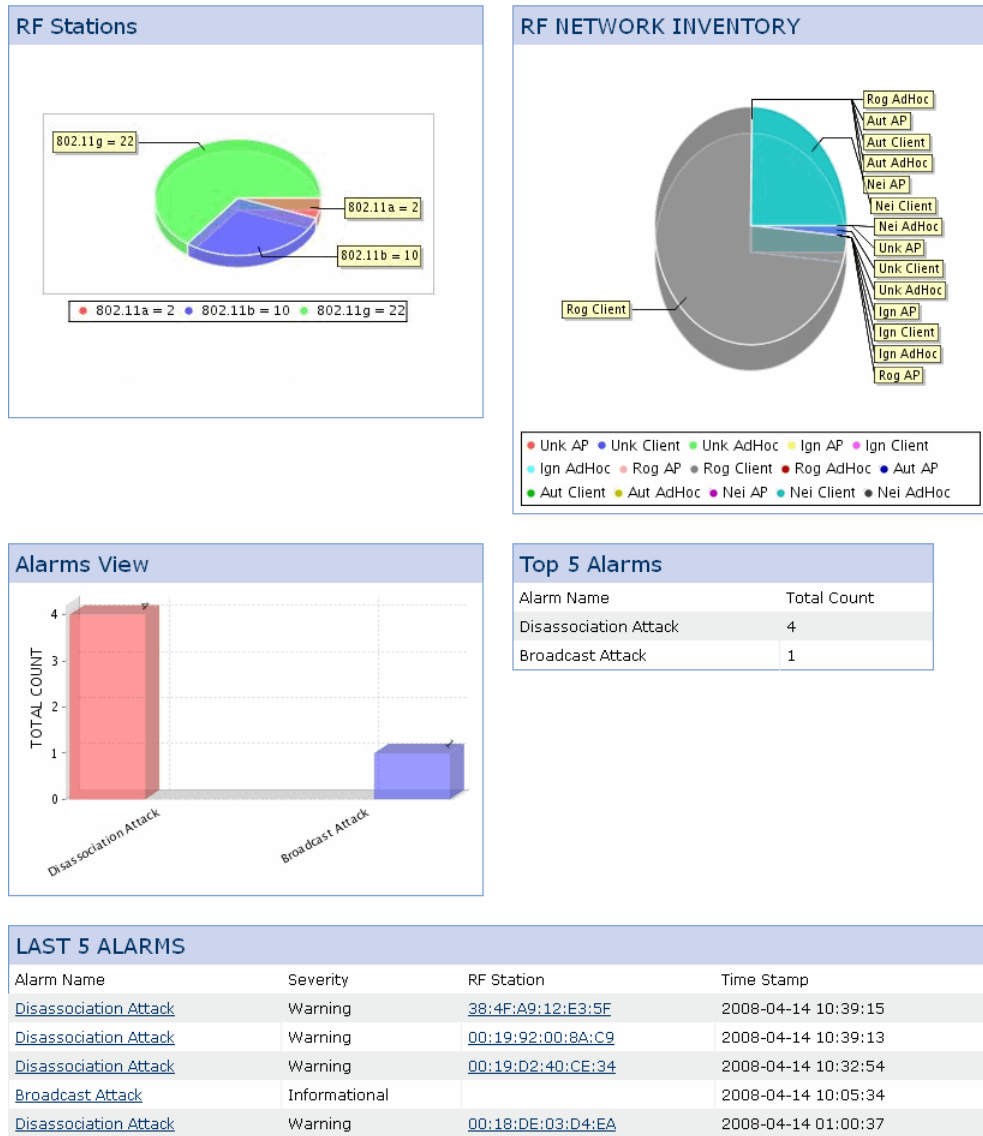 RF Stations
802.11g = 22
802.11a = 2
802.11b = 10
802.11a = 2 802.11b = 10 802.11g = 22
RF NETWORK INVENTORY
Rog AdHoc
Aut AP
Aut Client
Aut AdHoc
Nei AP
Nei Client
Nei AdHoc
Unk AP
Unk Client
Unk AdHoc
Ign AP
Ign Client
Ign AdHoc
Rog AP
Rog Client
Unk AP Unk Client Unk AdHoc Ign AP Ign Client
Ign AdHoc Rog AP Rog Client Rog AdHoc Aut AP
Aut Client Aut AdHoc Nei AP Nei Client Nei AdHoc
Alarms View
TOTAL COUNT
4
3
2
1
0
4
1
Disassociation Attack
Broadcast Attack
Top 5 Alarms
Alarm Name Total Count
Disassociation Attack 4
Broadcast Attack 1
LAST 5 ALARMS
Alarm Name Severity RF Station Time Stamp
Disassociation Attack Warning 38:4F:A9:12:E3:5F 2008-04-14 10:39:15
Disassociation Attack Warning 00:19:92:00:8A:C9 2008-04-14 10:39:13
Disassociation Attack Warning 00:19:D2:40:CE:34 2008-04-14 10:32:54
Broadcast Attack Informational 2008-04-14 10:05:34
Disassociation Attack Warning 00:18:DE:03:D4:EA 2008-04-14 01:00:37